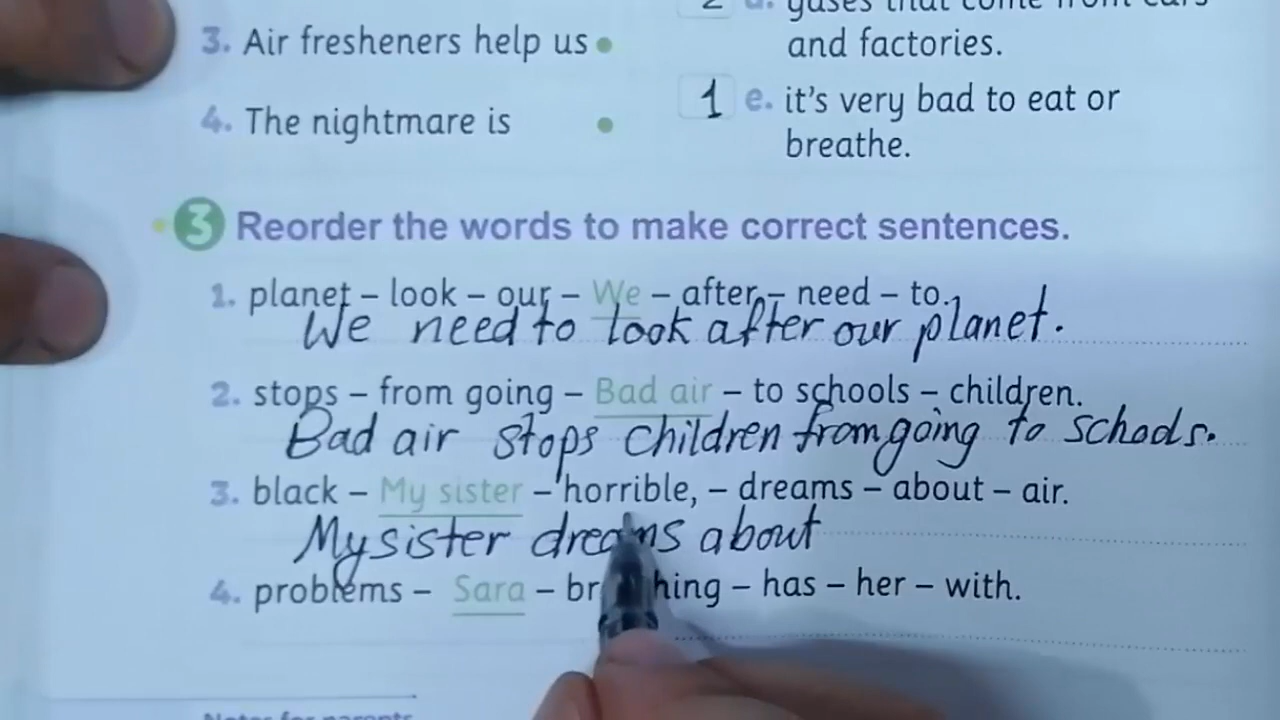 2 d. gases that come from cars
3. Air fresheners help us
and factories.
1 e. it's very bad to eat or
4. The nightmare is
breathe.
3 Reorder the words to make correct sentences.
1. planet – look – our – We – after – need – to.
We need to look after our planet.
2. stops – from going – Bad air – to schools – children.
Bad air stops children from going to schools.
3. black – My sister – horrible, – dreams – about – air.
My sister dreams about
4. problems – Sara – – has – her – with.
Notes for parents